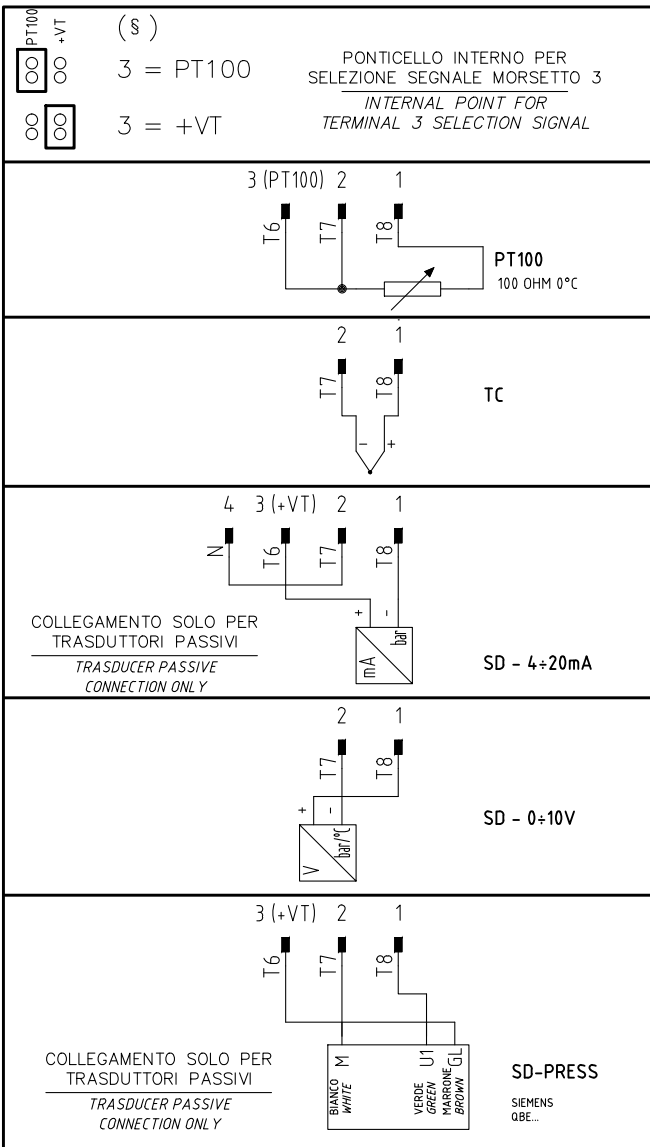 PT100
+VT
(§)
3 = PT100
3 = +VT
PONTICELLO INTERNO PER
SELEZIONE SEGNALE MORSETTO 3
INTERNAL POINT FOR
TERMINAL 3 SELECTION SIGNAL
3 (PT100) 2 1
T6 T7 T8
PT100
100 OHM 0°C
2 1
T7 T8
TC
- +
4 3 (+VT) 2 1
N T6 T7 T8
COLLEGAMENTO SOLO PER
TRASDUTTORI PASSIVI
TRASDUCER PASSIVE
CONNECTION ONLY
+ -
mA bar
SD - 4÷20mA
2 1
T7 T8
+ -
V bar/°C
SD - 0÷10V
3 (+VT) 2 1
T6 T7 T8
COLLEGAMENTO SOLO PER
TRASDUTTORI PASSIVI
TRASDUCER PASSIVE
CONNECTION ONLY
M U1 GL
BIANCO
WHITE
VERDE
GREEN
MARRONE
BROWN
SD-PRESS
SIEMENS
QBE...